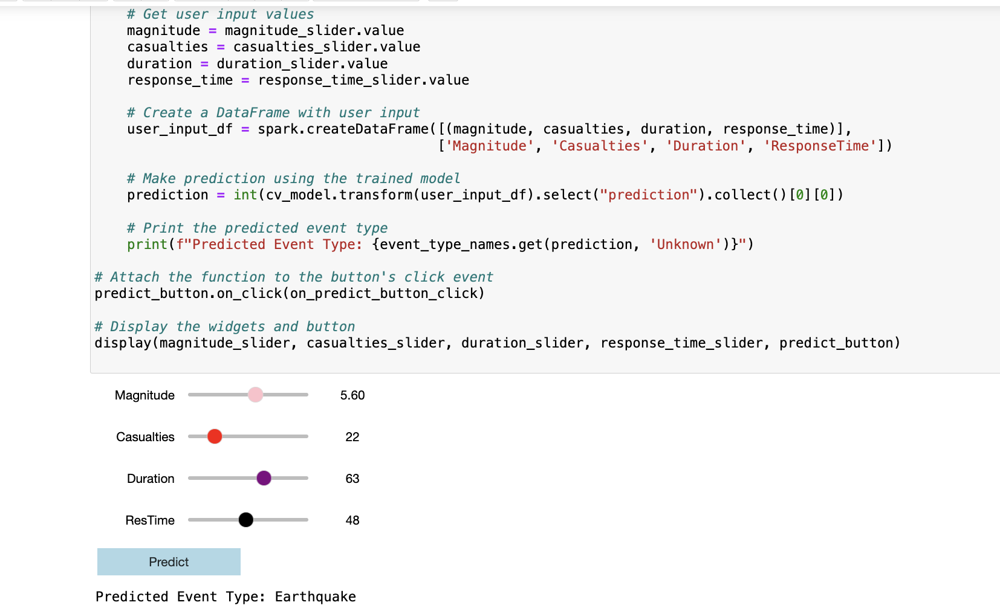 # Get user input values
magnitude = magnitude_slider.value
casualties = casualties_slider.value
duration = duration_slider.value
response_time = response_time_slider.value
# Create a DataFrame with user input
user_input_df = spark.createDataFrame([(magnitude, casualties, duration, response_time)],
['Magnitude', 'Casualties', 'Duration', 'ResponseTime'])
# Make prediction using the trained model
prediction = int(cv_model.transform(user_input_df).select("prediction").collect()[0][0])
# Print the predicted event type
print(f"Predicted Event Type: {event_type_names.get(prediction, 'Unknown')}")
# Attach the function to the button's click event
predict_button.on_click(on_predict_button_click)
# Display the widgets and button
display(magnitude_slider, casualties_slider, duration_slider, response_time_slider, predict_button)
Magnitude 5.60
Casualties 22
Duration 63
ResTime 48
Predict
Predicted Event Type: Earthquake